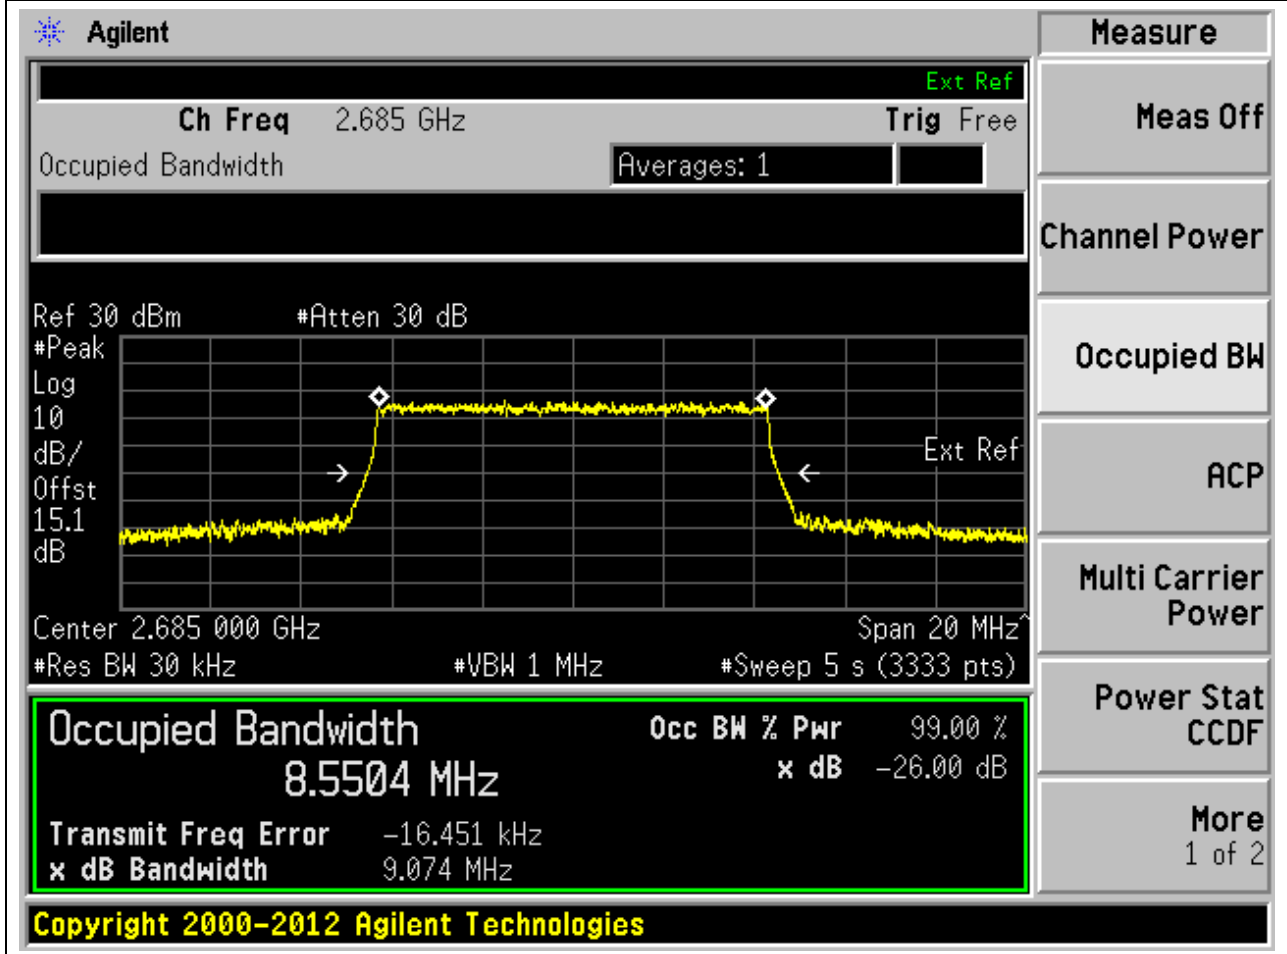 Agilent
Measure
Ext Ref
Ch Freq 2.685 GHz Trig Free
Occupied Bandwidth Averages: 1
Meas Off
Channel Power
Ref 30 dBm #Atten 30 dB
#Peak
Log
10
dB/
Offst
15.1
dB
Ext Ref
Center 2.685 000 GHz Span 20 MHz^
#Res BW 30 kHz #VBW 1 MHz #Sweep 5 s (3333 pts)
Occupied BW
ACP
Multi Carrier
Power
Power Stat
CCDF
More
1 of 2
Occupied Bandwidth Occ BW % Pwr 99.00 %
8.5504 MHz x dB -26.00 dB
Transmit Freq Error -16.451 kHz
x dB Bandwidth 9.074 MHz
Copyright 2000-2012 Agilent Technologies